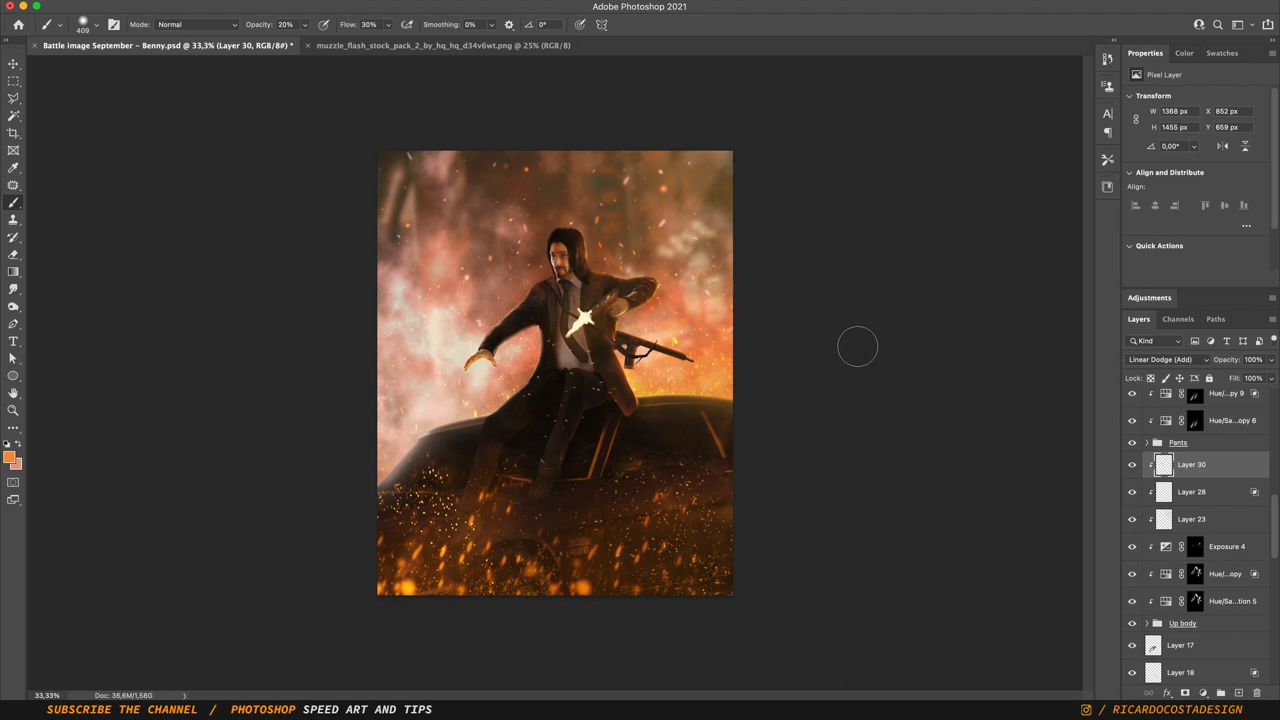 Adobe Photoshop 2021
409
Mode: Normal
Opacity: 20%
Flow: 30%
Smoothing: 0%
0°
Battle image September – Benny.psd @ 33,3% (Layer 30, RGB/8#) *
muzzle_flash_stock_pack_2_by_hq_hq_d34v6wt.png @ 25% (RGB/8)
Properties
Color
Swatches
Pixel Layer
Transform
W 1368 px
X 852 px
H 1455 px
Y 659 px
0,00°
Align and Distribute
Align:
Quick Actions
Adjustments
Layers
Channels
Paths
Kind
Linear Dodge (Add)
Opacity: 100%
Lock:
Fill: 100%
Hue/...py 9
Hue/Sa...opy 6
Pants
Layer 30
Layer 28
Layer 23
Exposure 4
Hue/...opy
Hue/Sa...tion 5
Up body
Layer 17
Layer 18
33,33%
Doc: 36,6M/1,58G
SUBSCRIBE THE CHANNEL / PHOTOSHOP SPEED ART AND TIPS
/ RICARDOCOSTADESIGN